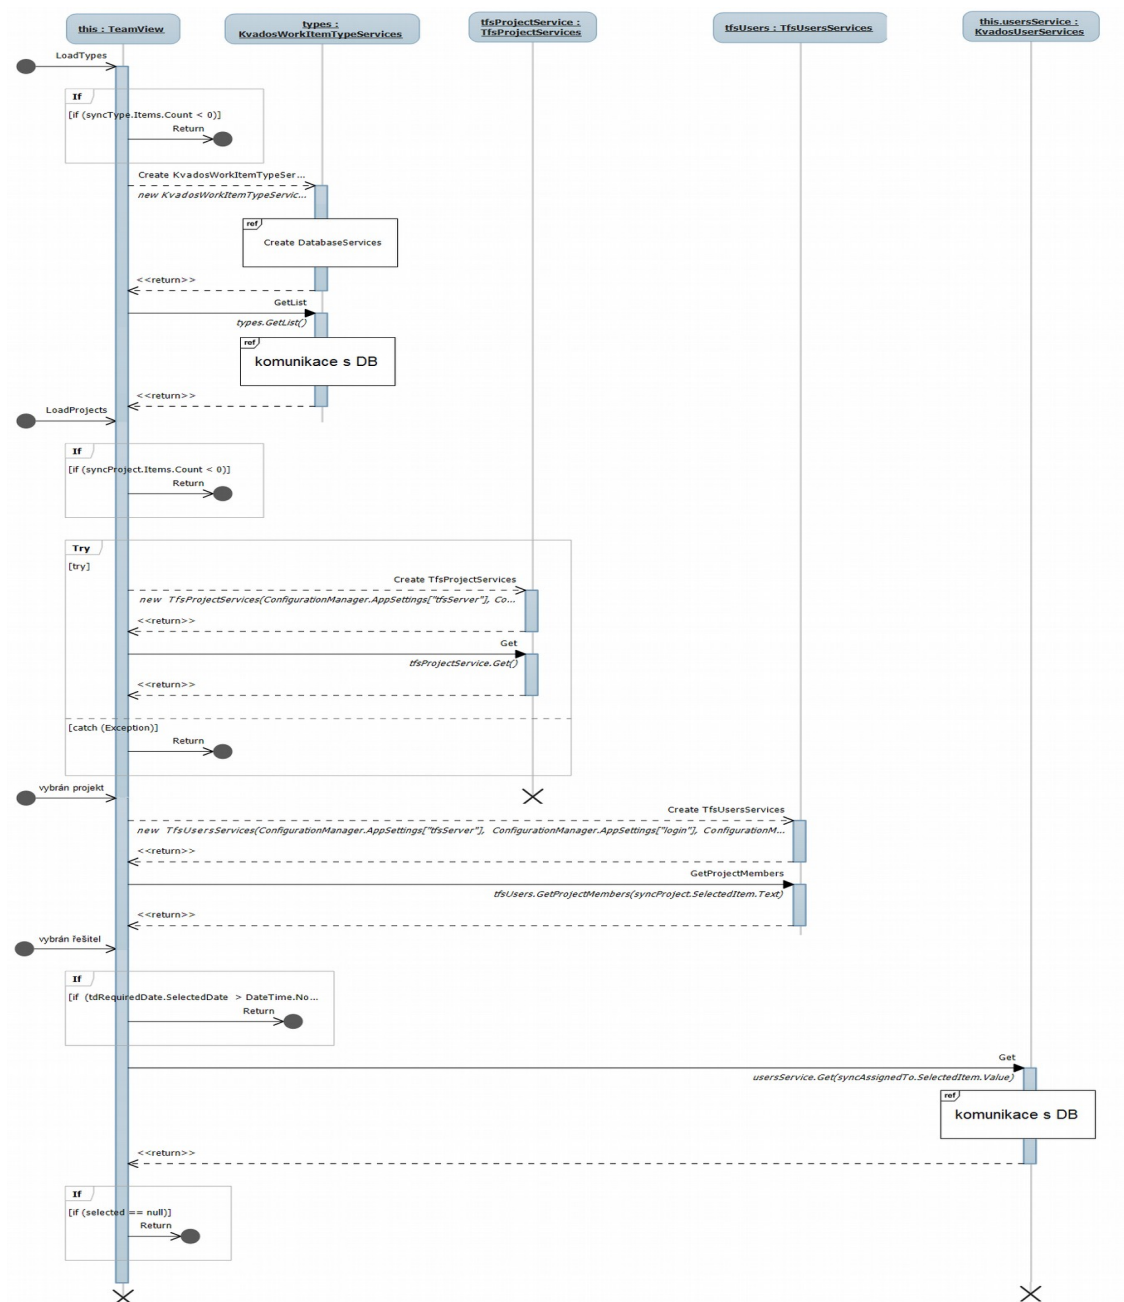 this : TeamView
types :
KvadosWorkItemTypeServices
tfsProjectService :
TfsProjectServices
tfsUsers : TfsUsersServices
this.usersService :
KvadosUserServices
LoadTypes
If
[if (syncType.Items.Count < 0)]
Return
Create KvadosWorkItemTypeSer...
new KvadosWorkItemTypeServic...
ref
Create DatabaseServices
<<return>>
GetList
types.GetList()
ref
komunikace s DB
<<return>>
LoadProjects
If
[if (syncProject.Items.Count < 0)]
Return
Try
[try]
Create TfsProjectServices
new TfsProjectServices(ConfigurationManager.AppSettings["tfsServer"], Co...
<<return>>
Get
tfsProjectService.Get()
<<return>>
[catch (Exception)]
Return
vybrán projekt
Create TfsUsersServices
new TfsUsersServices(ConfigurationManager.AppSettings["tfsServer"], ConfigurationManager.AppSettings["login"], ConfigurationM...
<<return>>
GetProjectMembers
tfsUsers.GetProjectMembers(syncProject.SelectedItem.Text)
<<return>>
vybrán řešitel
If
[if (tdRequiredDate.SelectedDate > DateTime.No...
Return
Get
usersService.Get(syncAssignedTo.SelectedItem.Value)
ref
komunikace s DB
<<return>>
If
[if (selected == null)]
Return